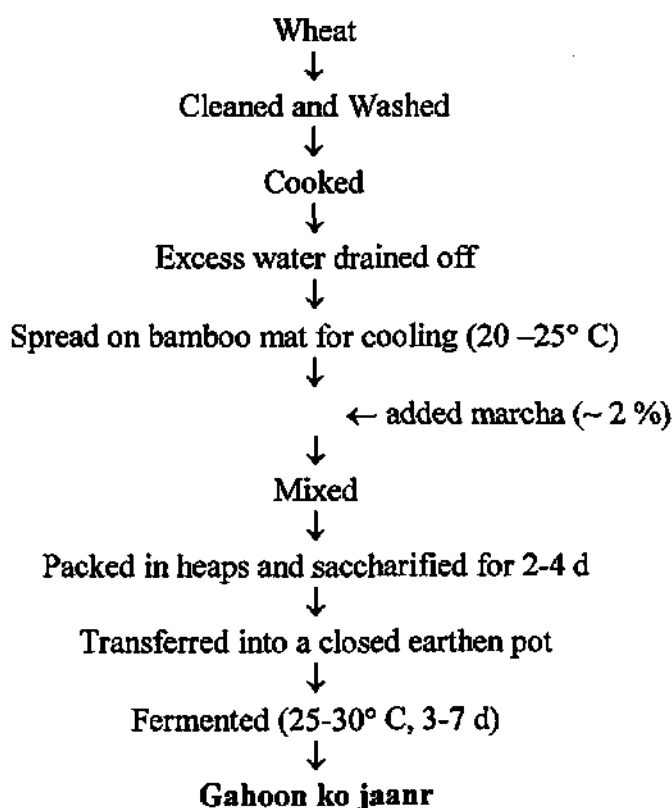 Wheat
↓
Cleaned and Washed
↓
Cooked
↓
Excess water drained off
↓
Spread on bamboo mat for cooling (20 –25° C)
↓
← added marcha (~ 2 %)
↓
Mixed
↓
Packed in heaps and saccharified for 2-4 d
↓
Transferred into a closed earthen pot
↓
Fermented (25-30° C, 3-7 d)
↓
Gahoon ko jaanr